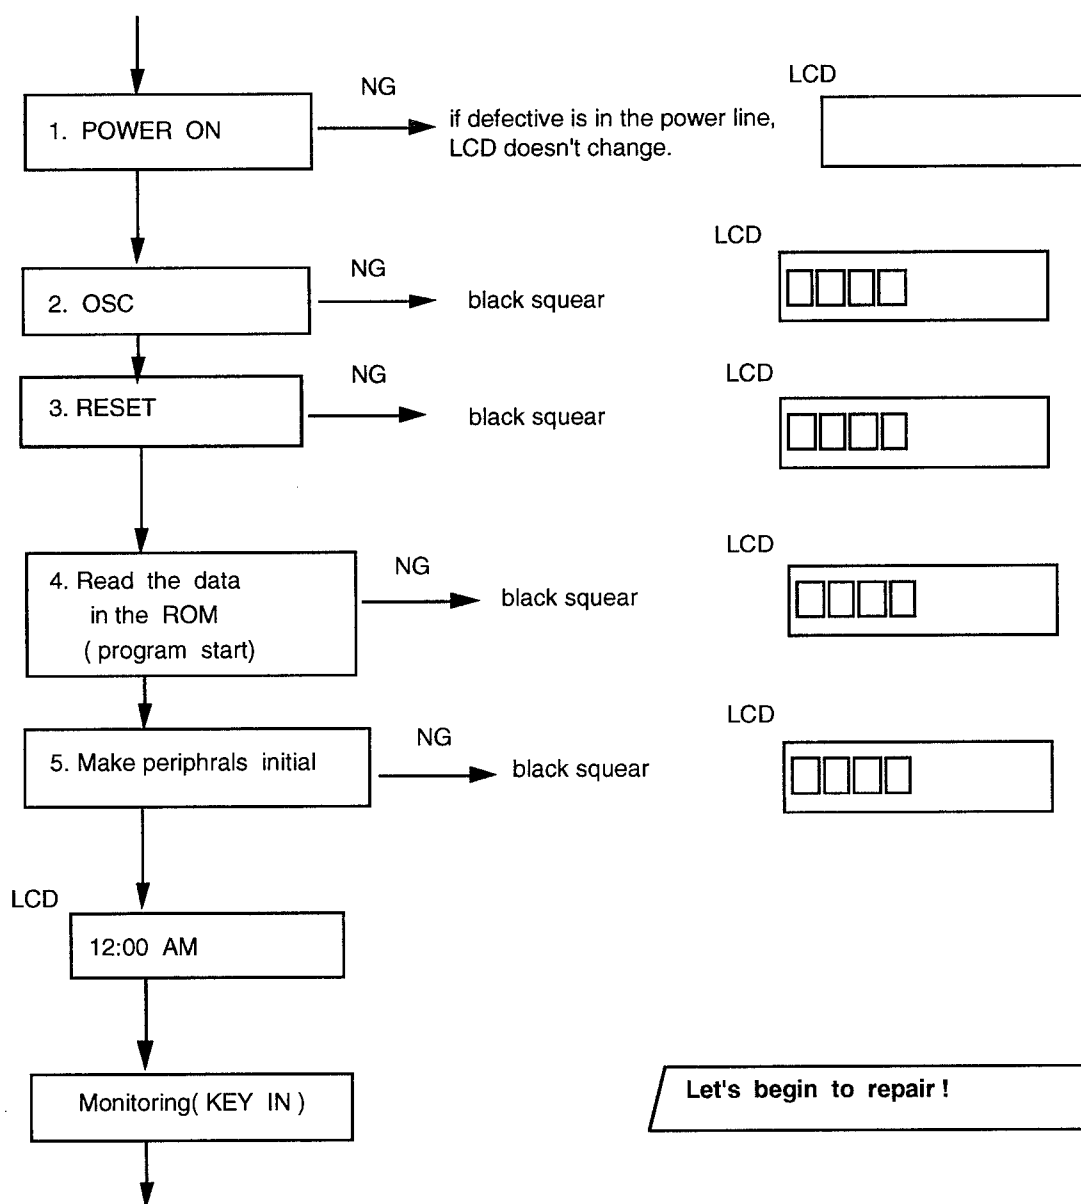 NG
LCD
1. POWER ON
if defective is in the power line,
LCD doesn't change.
LCD
NG
2. OSC
black squear
NG
LCD
3. RESET
black squear
LCD
NG
4. Read the data
in the ROM
( program start)
black squear
LCD
NG
5. Make periphrals initial
black squear
LCD
12:00 AM
Monitoring( KEY IN )
Let's begin to repair !